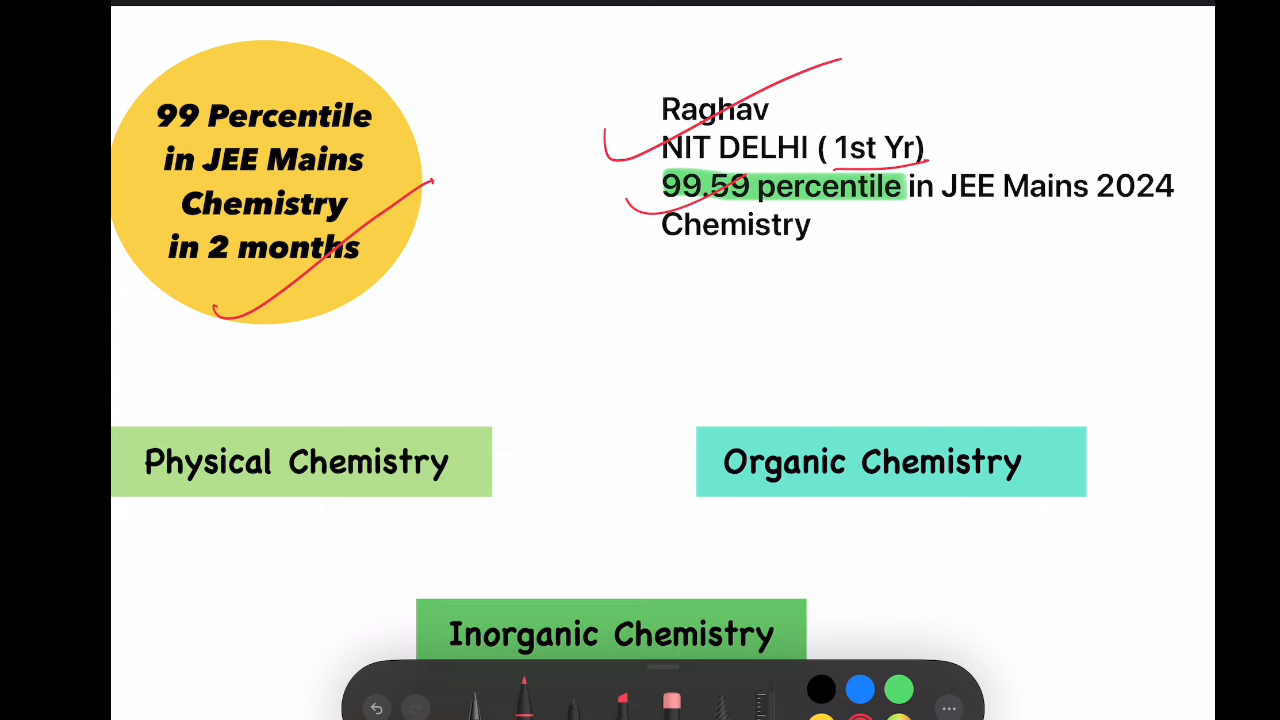 99 Percentile
in JEE Mains
Chemistry
in 2 months
Raghav
NIT DELHI ( 1st Yr)
99.59 percentile in JEE Mains 2024
Chemistry
Physical Chemistry
Organic Chemistry
Inorganic Chemistry